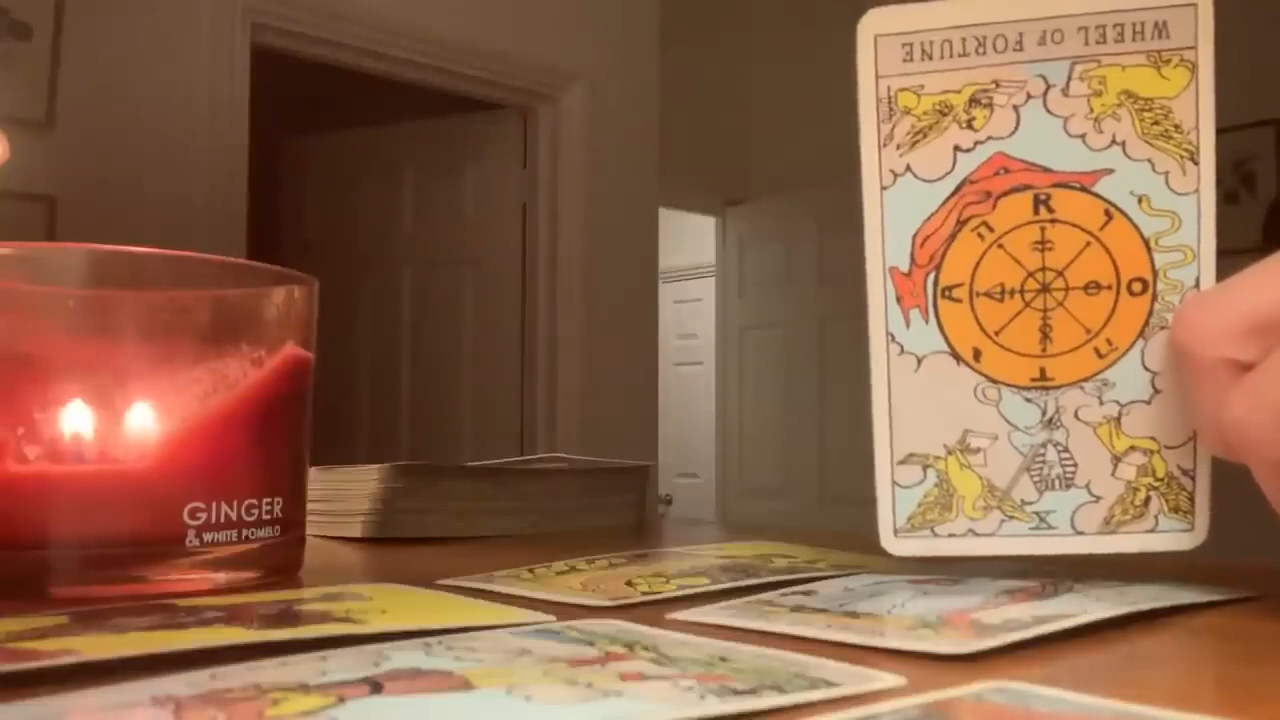 WHEEL OF FORTUNE
R
O
T
A
X
GINGER
& WHITE POMELO